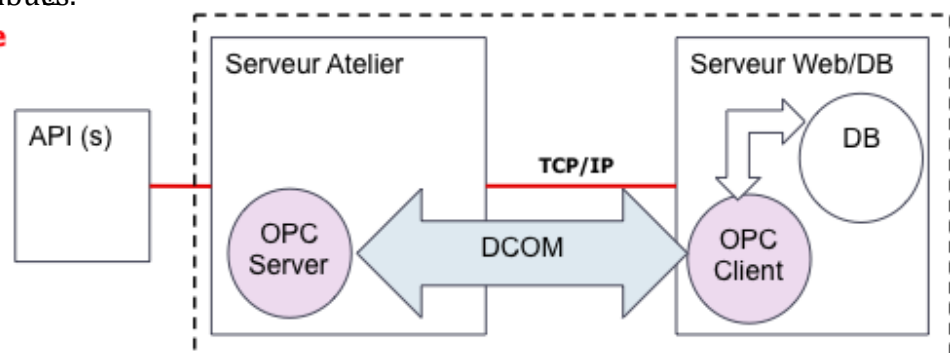 Serveur Atelier
Serveur Web/DB
API (s)
DB
TCP/IP
OPC
Server
DCOM
OPC
Client